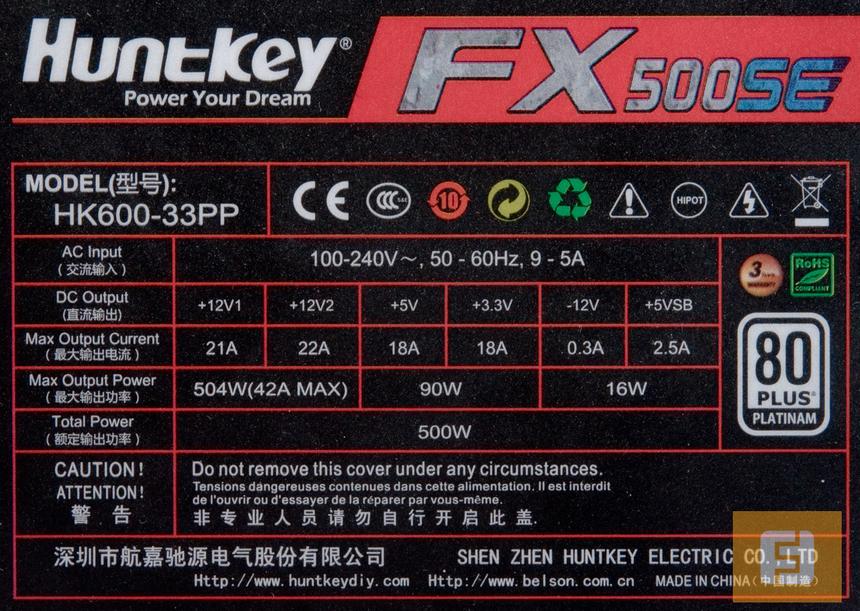 Huntkey®
Power Your Dream
FX 500SE
MODEL(型号):
HK600-33PP
CE
CCC S&E
10
HIPOT
AC Input
(交流输入)
100-240V～, 50 - 60Hz, 9 - 5A
DC Output
(直流输出)
+12V1 +12V2 +5V +3.3V -12V +5VSB
Max Output Current
(最大输出电流)
21A 22A 18A 18A 0.3A 2.5A
Max Output Power
(最大输出功率)
504W(42A MAX) 90W 16W
Total Power
(额定输出功率)
500W
3 Years
WARRANTY
RoHS
COMPLIANT
80
PLUS®
PLATINAM
CAUTION!
ATTENTION!
警 告
Do not remove this cover under any circumstances.
Tensions dangereuses contenues dans cette alimentation. Il est interdit
de l'ouvrir ou d'essayer de la réparer par vous-même.
非专业人员请勿自行开启此盖.
深圳市航嘉驰源电气股份有限公司 SHEN ZHEN HUNTKEY ELECTRIC CO.,LTD
Http://www.huntkeydiy.com Http://www.belson.com.cn MADE IN CHINA(中国制造)